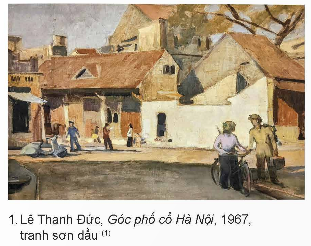 1. Lê Thanh Đức, Góc phố cổ Hà Nội, 1967,
tranh sơn dầu (1)